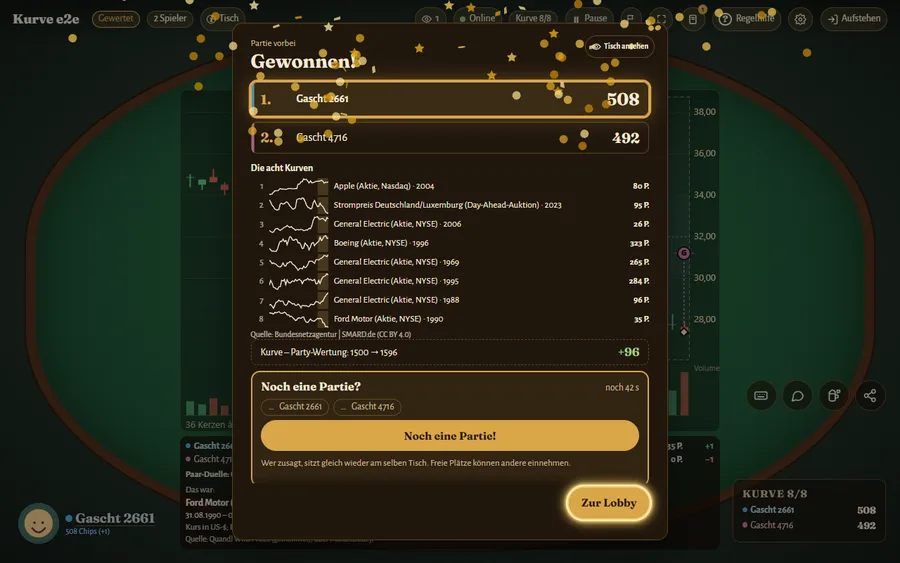 Kurve e2e
Gewertet
2 Spieler
Tisch
1
Online
Kurve 8/8
Pause
1
Regelhilfe
Aufstehen
Partie vorbei
Tisch ansehen
Gewonnen!
1. Gascht 2661 508
2. Gascht 4716 492
Die acht Kurven
1 Apple (Aktie, Nasdaq) · 2004 80 P.
2 Strompreis Deutschland/Luxemburg (Day-Ahead-Auktion) · 2023 95 P.
3 General Electric (Aktie, NYSE) · 2006 26 P.
4 Boeing (Aktie, NYSE) · 1996 323 P.
5 General Electric (Aktie, NYSE) · 1969 265 P.
6 General Electric (Aktie, NYSE) · 1995 284 P.
7 General Electric (Aktie, NYSE) · 1988 96 P.
8 Ford Motor (Aktie, NYSE) · 1990 35 P.
Quelle: Bundesnetzagentur | SMARD.de (CC BY 4.0)
Kurve – Party-Wertung: 1500 → 1596 +96
Noch eine Partie? noch 42 s
... Gascht 2661 ... Gascht 4716
Noch eine Partie!
Wer zusagt, sitzt gleich wieder am selben Tisch. Freie Plätze können andere einnehmen.
Zur Lobby
38,00
36,00
34,00
32,00
30,00
28,00
Volume
36 Kerzen
Gascht +1
Gascht −1
Das war:
Ford Motor
Gascht 2661
508 Chips (+1)
KURVE 8/8
Gascht 2661 508
Gascht 4716 492